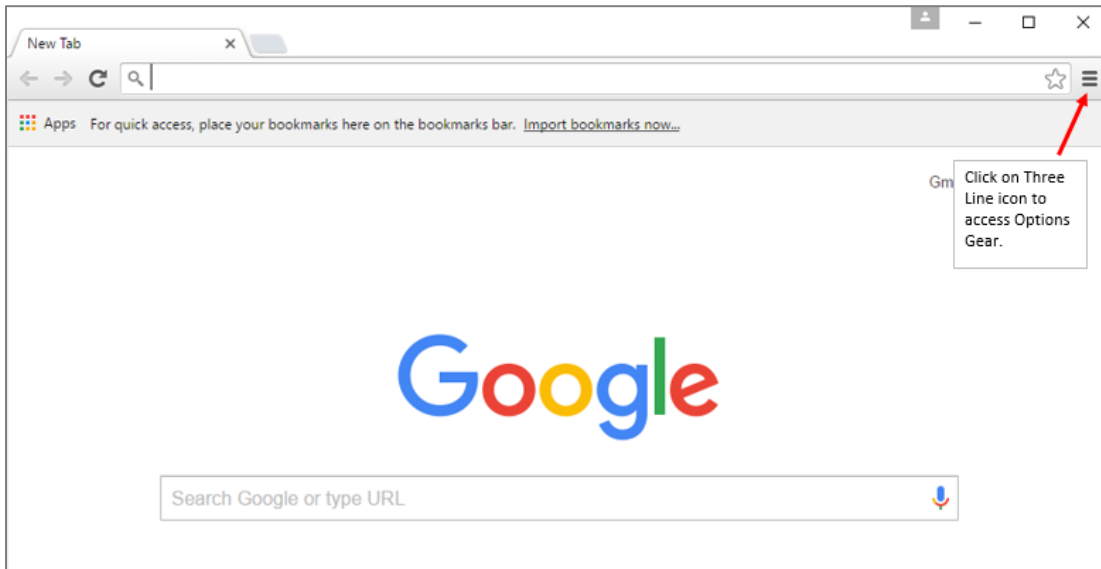 New Tab
Apps For quick access, place your bookmarks here on the bookmarks bar. Import bookmarks now...
Gm
Click on Three
Line icon to
access Options
Gear.
Google
Search Google or type URL